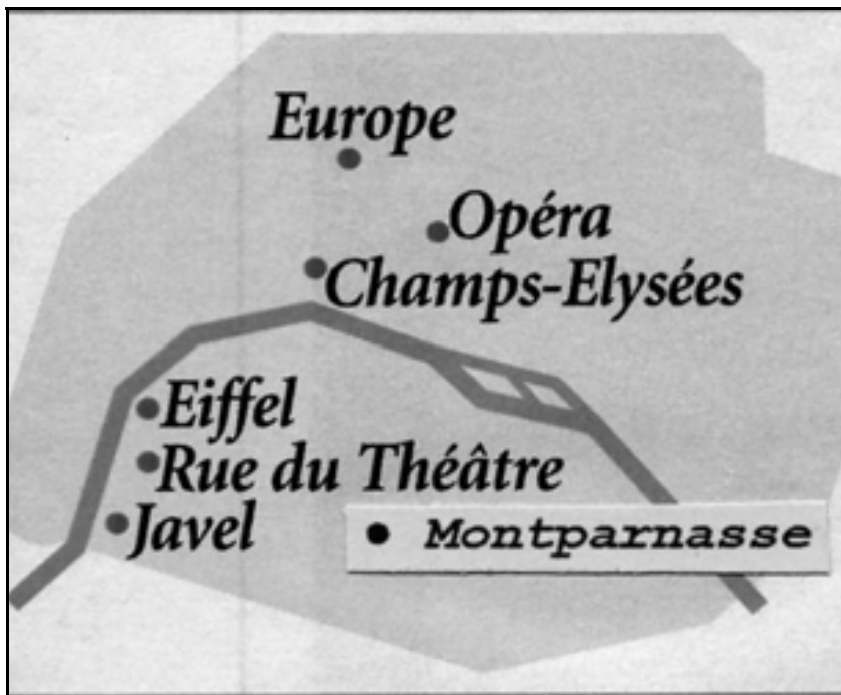 Europe
Opéra
Champs-Elysées
Eiffel
Rue du Théâtre
Javel
Montparnasse